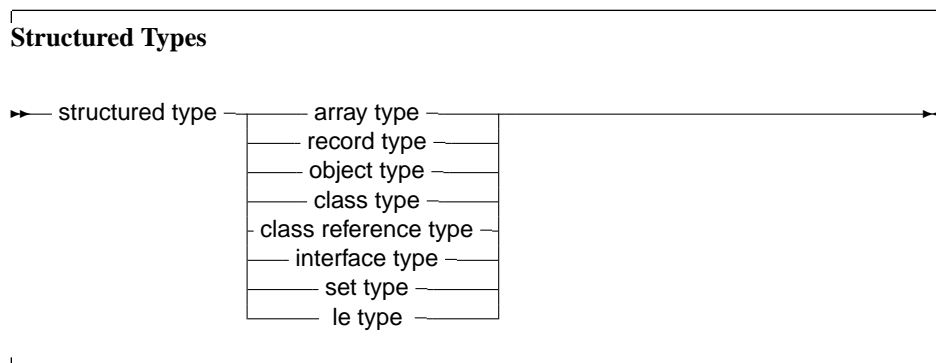 Structured Types
structured type
array type
record type
object type
class type
class reference type
interface type
set type
le type